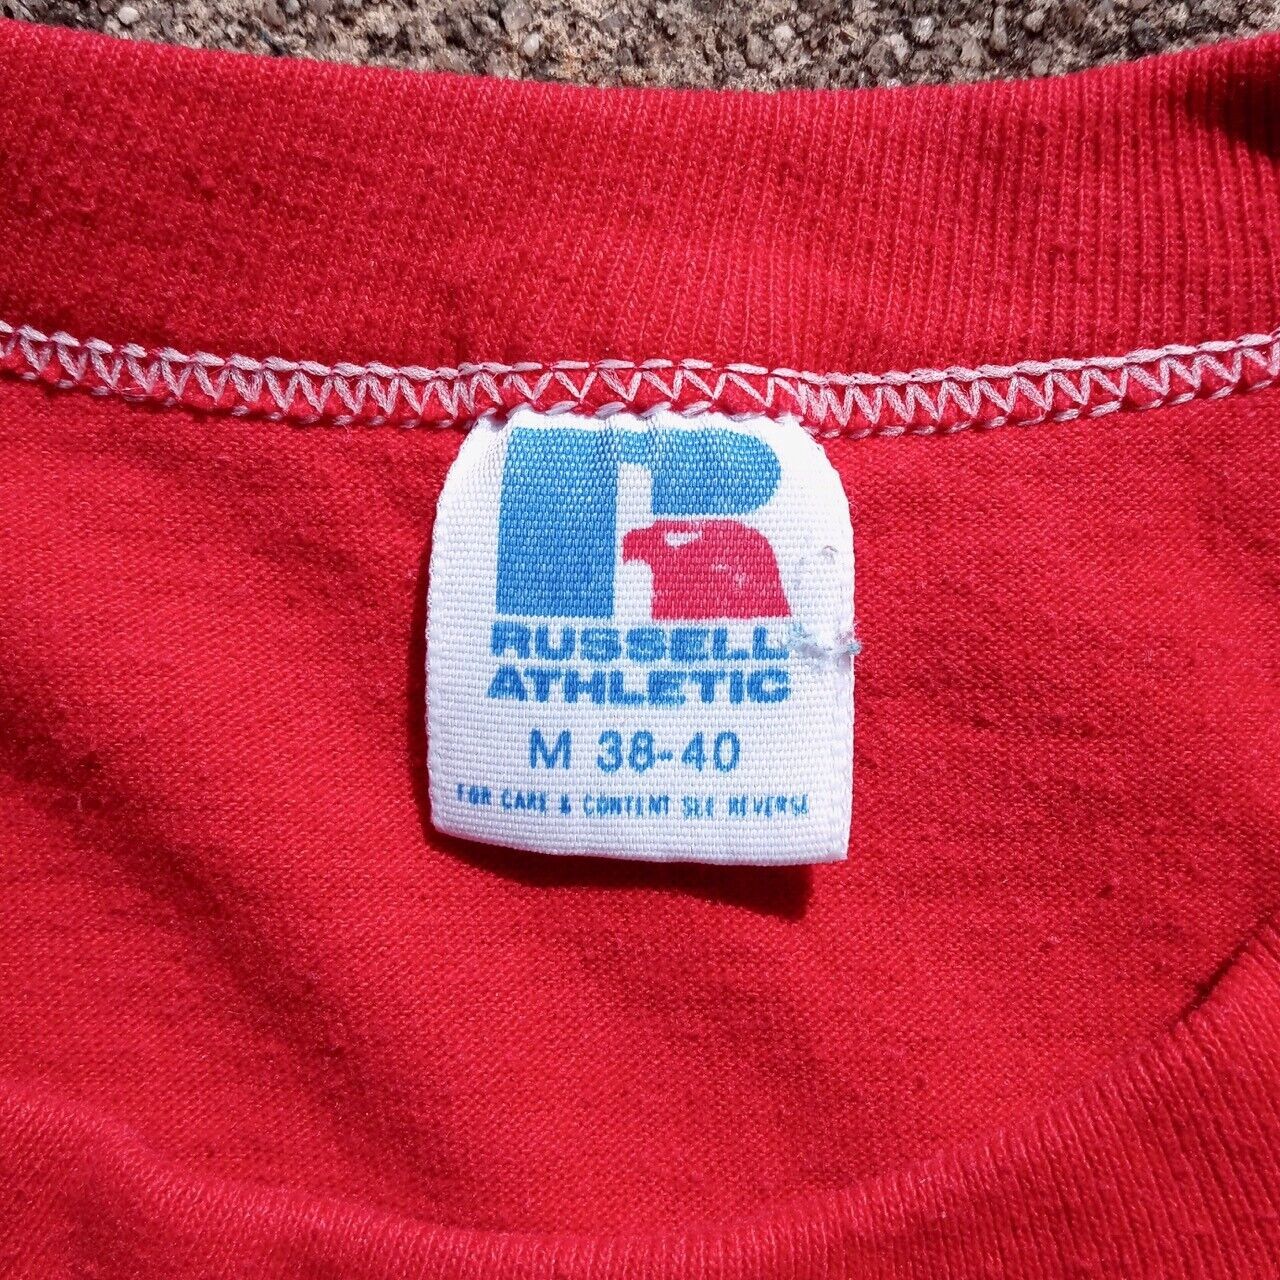 R
RUSSELL
ATHLETIC
M 38-40
FOR CARE & CONTENT SEE REVERSE